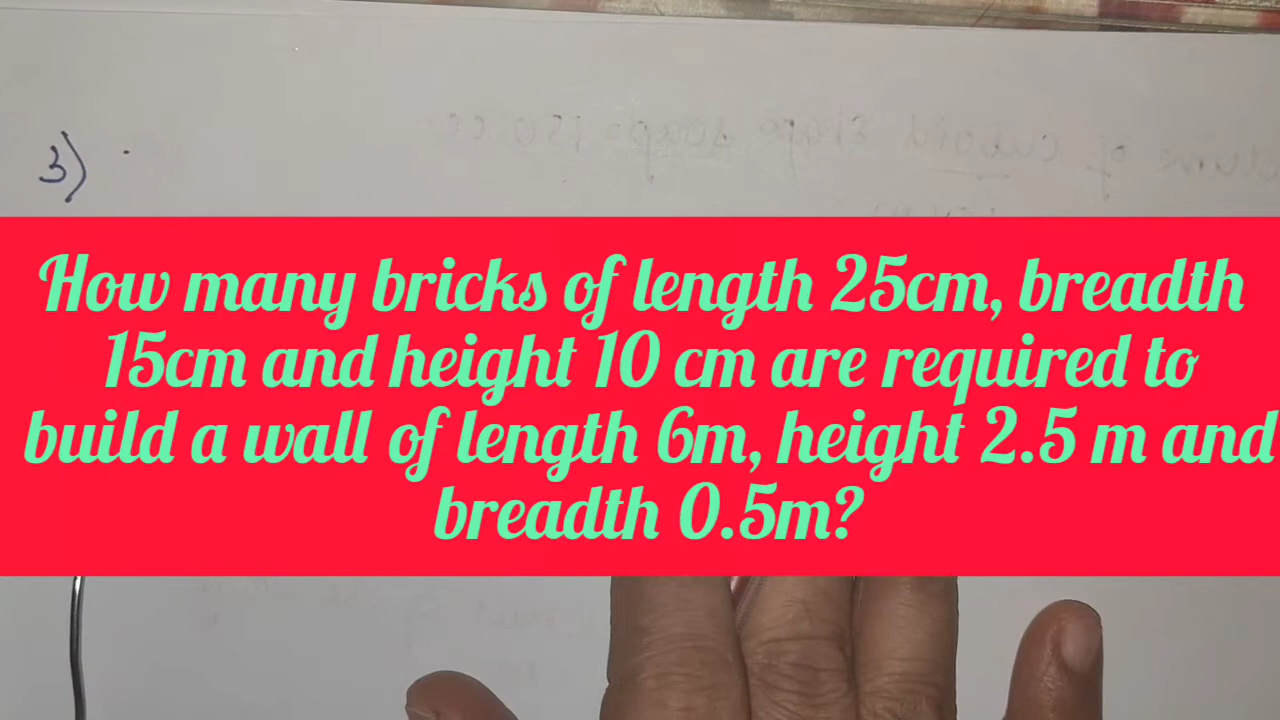 3)
How many bricks of length 25cm, breadth
15cm and height 10 cm are required to
build a wall of length 6m, height 2.5 m and
breadth 0.5m?